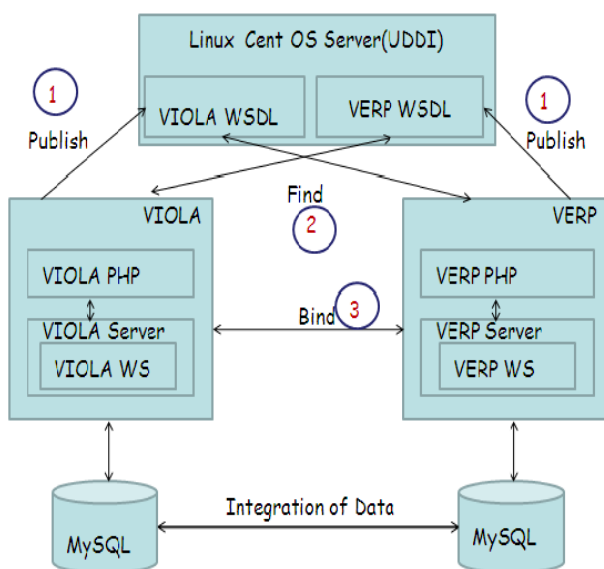 Linux Cent OS Server(UDDI)
1
1
VIOLA WSDL
VERP WSDL
Publish
Publish
Find
2
VIOLA
VERP
VIOLA PHP
VERP PHP
Bind
3
VIOLA Server
VERP Server
VIOLA WS
VERP WS
Integration of Data
MySQL
MySQL